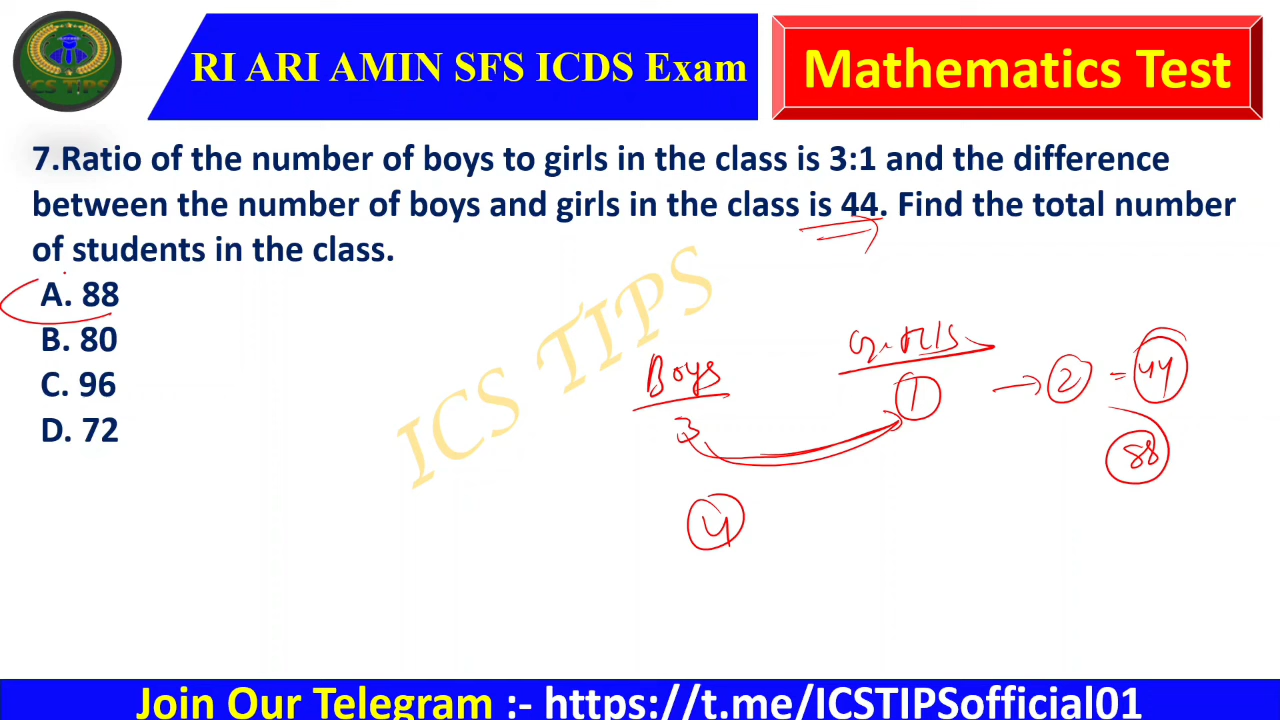 ICS TIPS
RI ARI AMIN SFS ICDS Exam
Mathematics Test
7.Ratio of the number of boys to girls in the class is 3:1 and the difference
between the number of boys and girls in the class is 44. Find the total number
of students in the class.
A. 88
B. 80
C. 96
D. 72
ICS TIPS
Boys
Girls
3
1
2 = 44
88
4
Join Our Telegram :- https://t.me/ICSTIPSofficial01